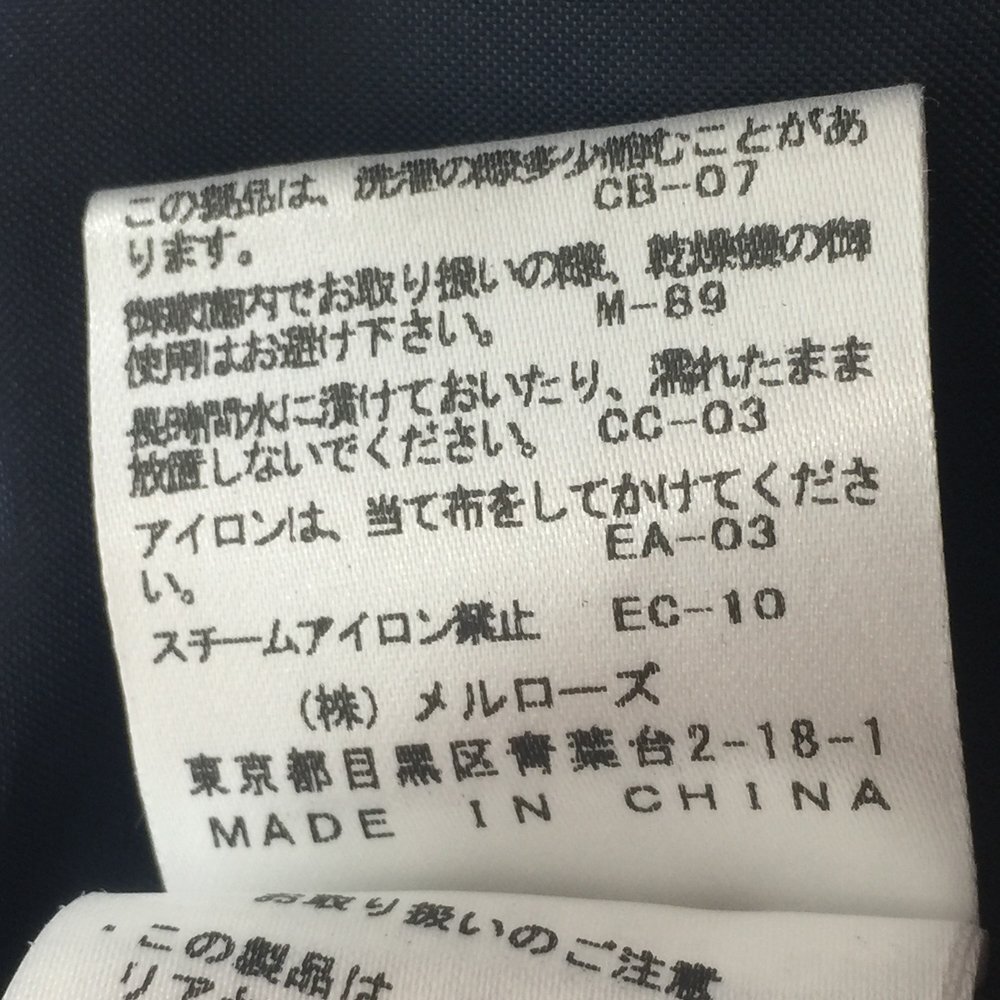 この製品は、洗濯の際多少縮むことがあ
ります。 CB-07
御家庭内でお取り扱いの際、乾燥機の御
使用はお避け下さい。 M-89
長時間水に漬けておいたり、濡れたまま
放置しないでください。 CC-03
アイロンは、当て布をしてかけてくださ
い。 EA-03
スチームアイロン禁止 EC-10
(株) メルローズ
東京都目黒区青葉台2-18-1
MADE IN CHINA
お取り扱いのご注意
・この製品は